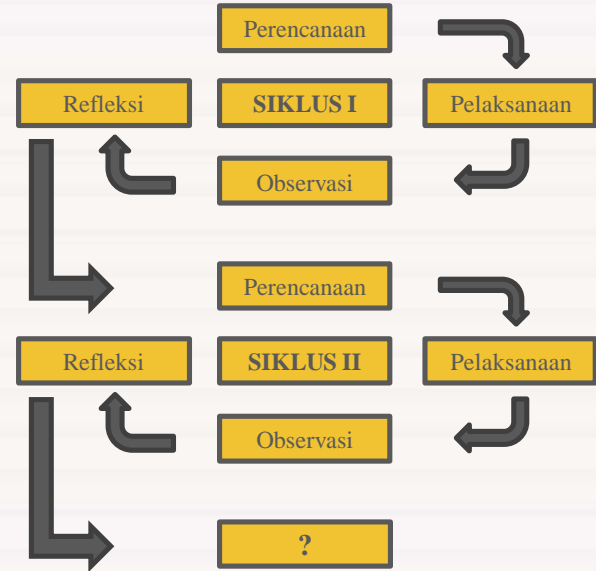 Perencanaan
Refleksi
SIKLUS I
Pelaksanaan
Observasi
Perencanaan
Refleksi
SIKLUS II
Pelaksanaan
Observasi
?